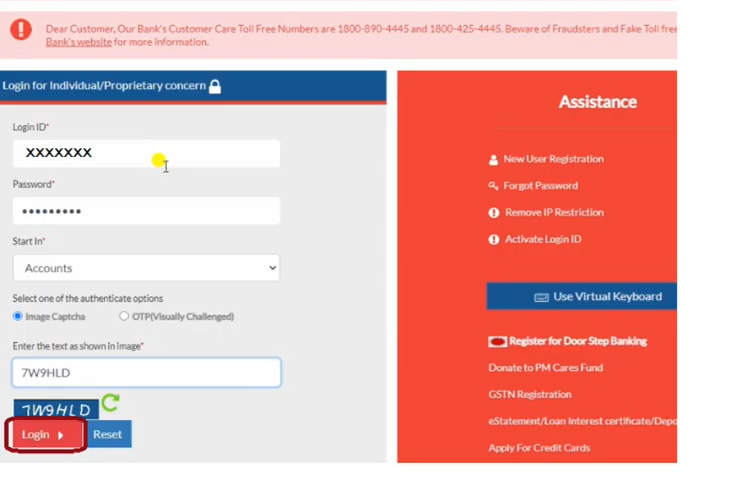 Dear Customer, Our Bank's Customer Care Toll Free Numbers are 1800-890-4445 and 1800-425-4445. Beware of Fraudsters and Fake Toll free
Bank's website for more information.
Login for Individual/Proprietary concern
Login ID*
XXXXXXX
Password*
Start In*
Accounts
Select one of the authenticate options
Image Captcha
OTP(Visually Challenged)
Enter the text as shown in image*
7W9HLD
7W9HLD
Login
Reset
Assistance
New User Registration
Forgot Password
Remove IP Restriction
Activate Login ID
Use Virtual Keyboard
Register for Door Step Banking
Donate to PM Cares Fund
GSTN Registration
eStatement/Loan Interest certificate/Depo
Apply For Credit Cards